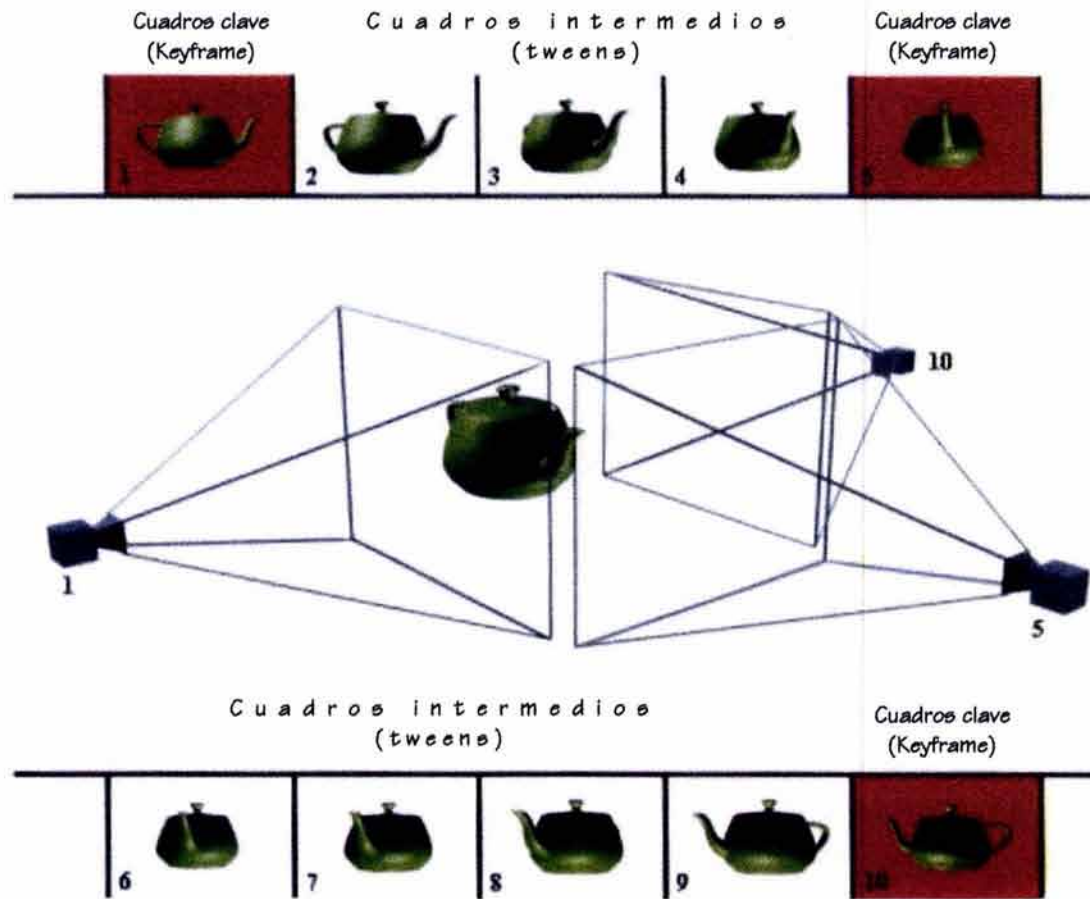 Cuadros clave
(Keyframe)
Cuadros intermedios
(tweens)
Cuadros clave
(Keyframe)
1
2
3
4
5
10
1
5
Cuadros intermedios
(tweens)
Cuadros clave
(Keyframe)
6
7
8
9
10